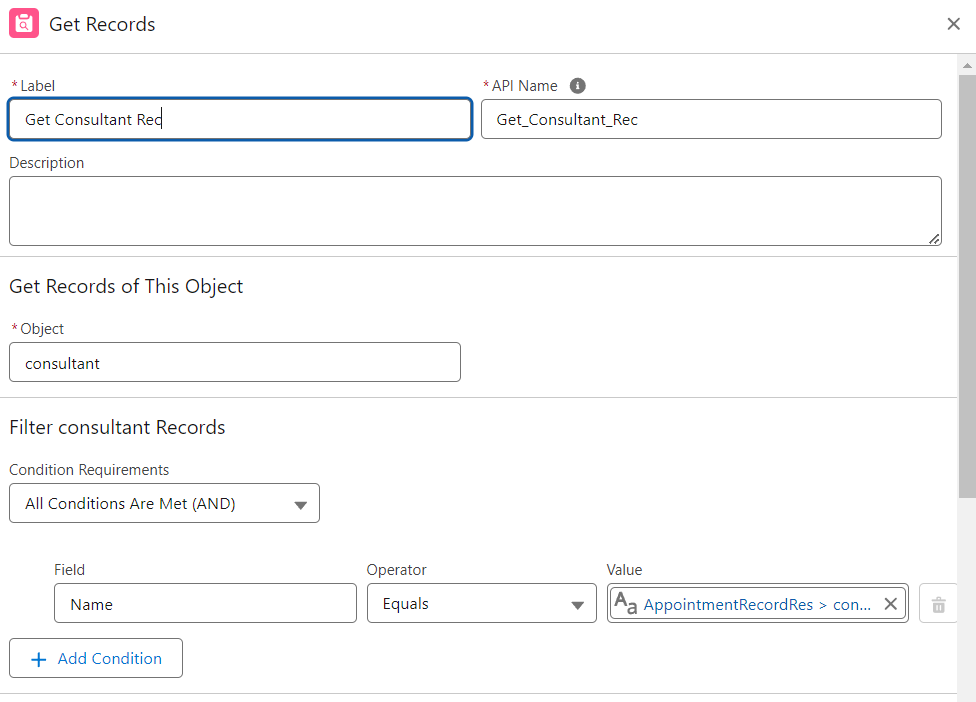 Get Records
* Label
* API Name
Get Consultant Rec
Get_Consultant_Rec
Description
Get Records of This Object
* Object
consultant
Filter consultant Records
Condition Requirements
All Conditions Are Met (AND)
Field
Operator
Value
Name
Equals
Aa AppointmentRecordRes > con...
+ Add Condition